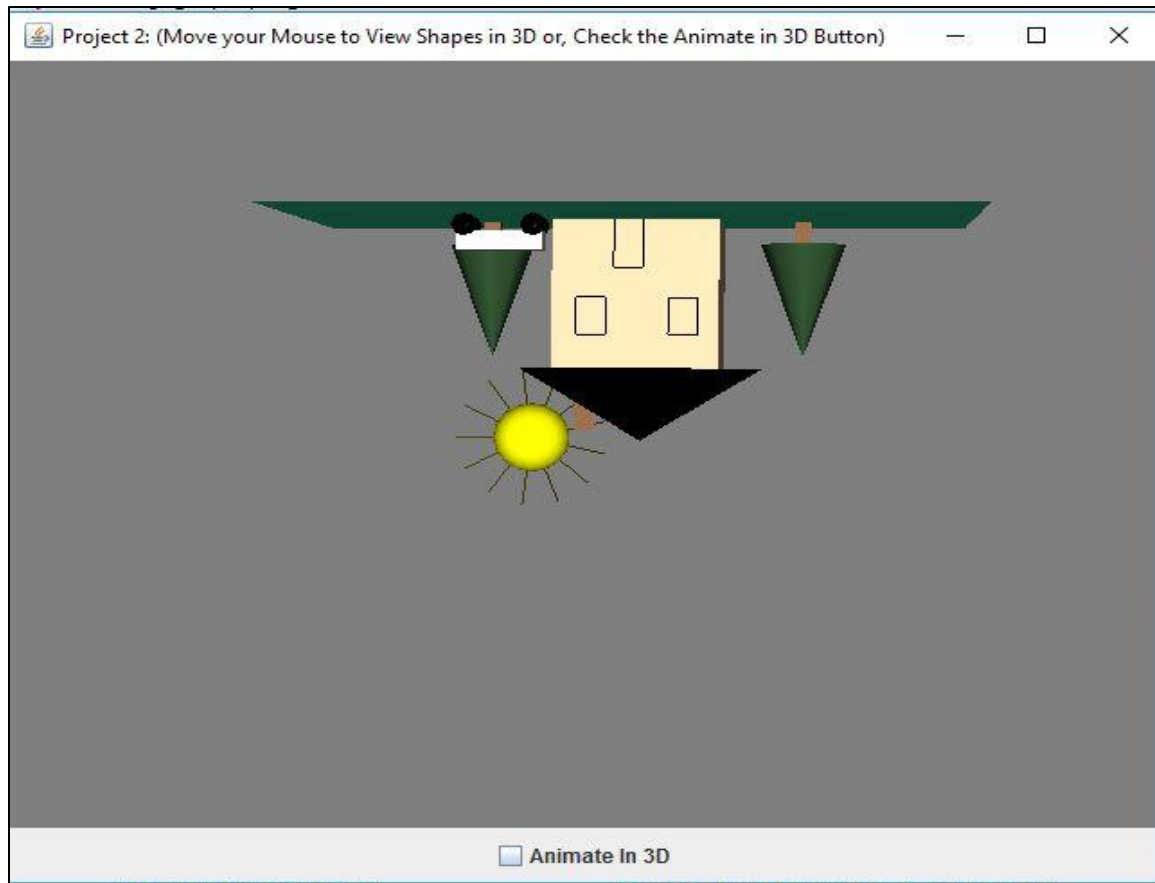 Project 2: (Move your Mouse to View Shapes in 3D or, Check the Animate in 3D Button)
Animate In 3D